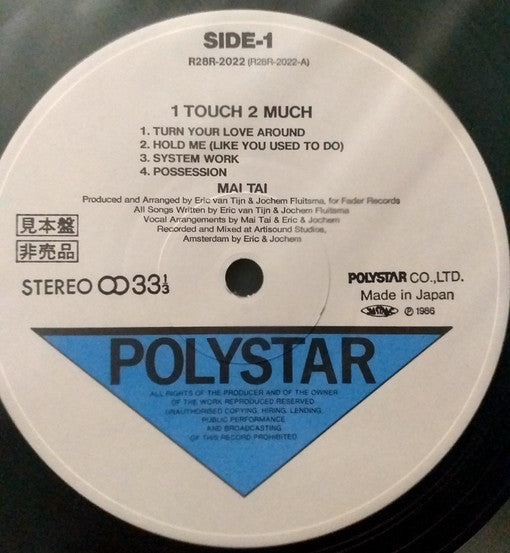 SIDE-1
R28R-2022 (R28R-2022-A)
1 TOUCH 2 MUCH
1. TURN YOUR LOVE AROUND
2. HOLD ME (LIKE YOU USED TO DO)
3. SYSTEM WORK
4. POSSESSION
MAI TAI
Produced and Arranged by Eric van Tijn & Jochem Fluitsma, for Fader Records
All Songs Written by Eric van Tijn & Jochem Fluitsma
Vocal Arrangements by Mai Tai & Eric & Jochem
Recorded and Mixed at Artisound Studios,
Amsterdam by Eric & Jochem
見本盤
非売品
STEREO 33 1/3
POLYSTAR CO., LTD.
Made in Japan
Ⓟ 1986
POLYSTAR
ALL RIGHTS OF THE PRODUCER AND OF THE OWNER
OF THE WORK REPRODUCED RESERVED
UNAUTHORISED COPYING, HIRING, LENDING,
PUBLIC PERFORMANCE
AND BROADCASTING
OF THIS RECORD PROHIBITED